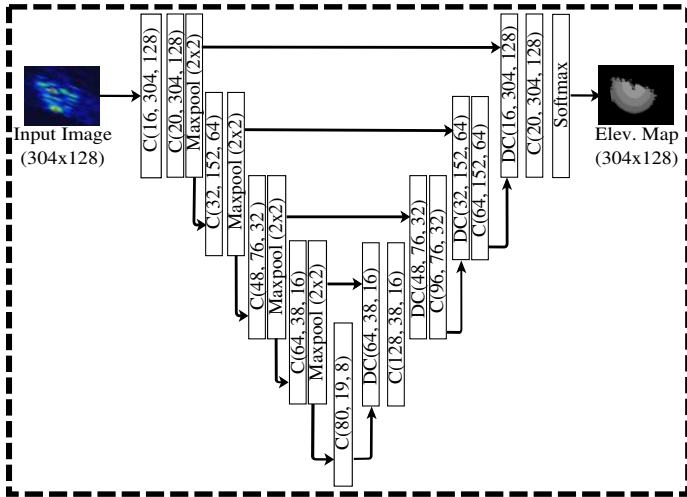 Input Image
(304x128)
C(16, 304, 128)
C(20, 304, 128)
Maxpool (2x2)
C(32, 152, 64)
Maxpool (2x2)
C(48, 76, 32)
Maxpool (2x2)
C(64, 38, 16)
Maxpool (2x2)
C(80, 19, 8)
DC(64, 38, 16)
C(128, 38, 16)
DC(48, 76, 32)
C(96, 76, 32)
DC(32, 152, 64)
C(64, 152, 64)
DC(16, 304, 128)
C(20, 304, 128)
Softmax
Elev. Map
(304x128)